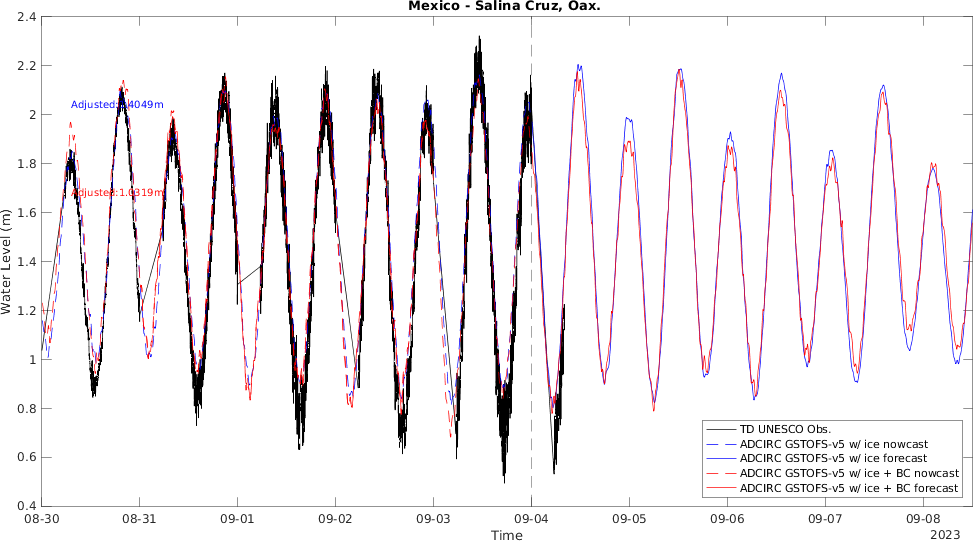 Mexico - Salina Cruz, Oax.
2.4
2.2
2
1.8
1.6
1.4
1.2
1
0.8
0.6
0.4
Water Level (m)
Adjusted:1.0319m
TD UNESCO Obs.
ADCIRC GSTOFS-v5 w/ ice nowcast
ADCIRC GSTOFS-v5 w/ ice forecast
ADCIRC GSTOFS-v5 w/ ice + BC nowcast
ADCIRC GSTOFS-v5 w/ ice + BC forecast
08-30 08-31 09-01 09-02 09-03 09-04 09-05 09-06 09-07 09-08
Time
2023